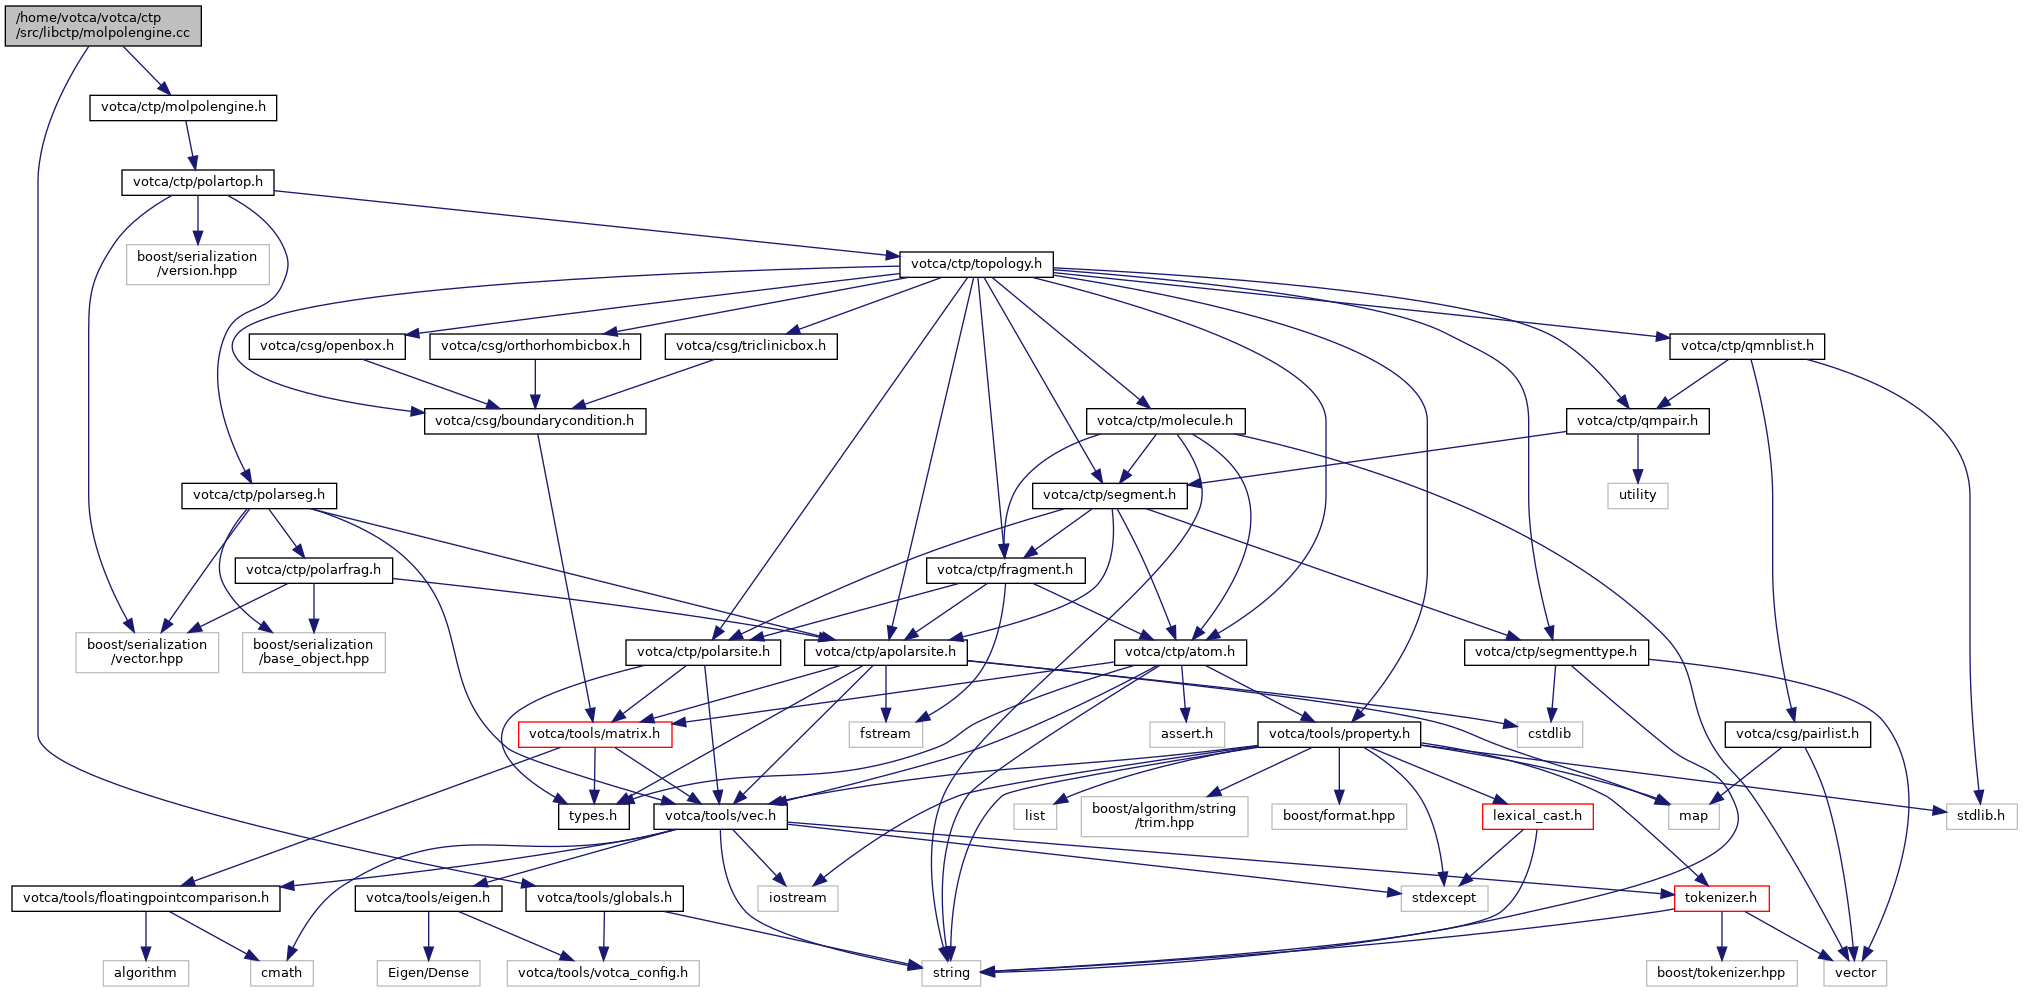 /home/votca/votca/ctp
/src/libctp/molpolengine.cc
votca/ctp/molpolengine.h
votca/ctp/polartop.h
boost/serialization
/version.hpp
votca/ctp/topology.h
votca/csg/openbox.h
votca/csg/orthorhombicbox.h
votca/csg/triclinicbox.h
votca/ctp/qmnblist.h
votca/csg/boundarycondition.h
votca/ctp/molecule.h
votca/ctp/qmpair.h
votca/ctp/polarseg.h
votca/ctp/segment.h
utility
votca/ctp/polarfrag.h
votca/ctp/fragment.h
boost/serialization
/vector.hpp
boost/serialization
/base_object.hpp
votca/ctp/polarsite.h
votca/ctp/apolarsite.h
votca/ctp/atom.h
votca/ctp/segmenttype.h
votca/tools/matrix.h
fstream
assert.h
votca/tools/property.h
cstdlib
votca/csg/pairlist.h
types.h
votca/tools/vec.h
list
boost/algorithm/string
/trim.hpp
boost/format.hpp
lexical_cast.h
map
stdlib.h
votca/tools/floatingpointcomparison.h
votca/tools/eigen.h
votca/tools/globals.h
iostream
stdexcept
tokenizer.h
algorithm
cmath
Eigen/Dense
votca/tools/votca_config.h
string
boost/tokenizer.hpp
vector